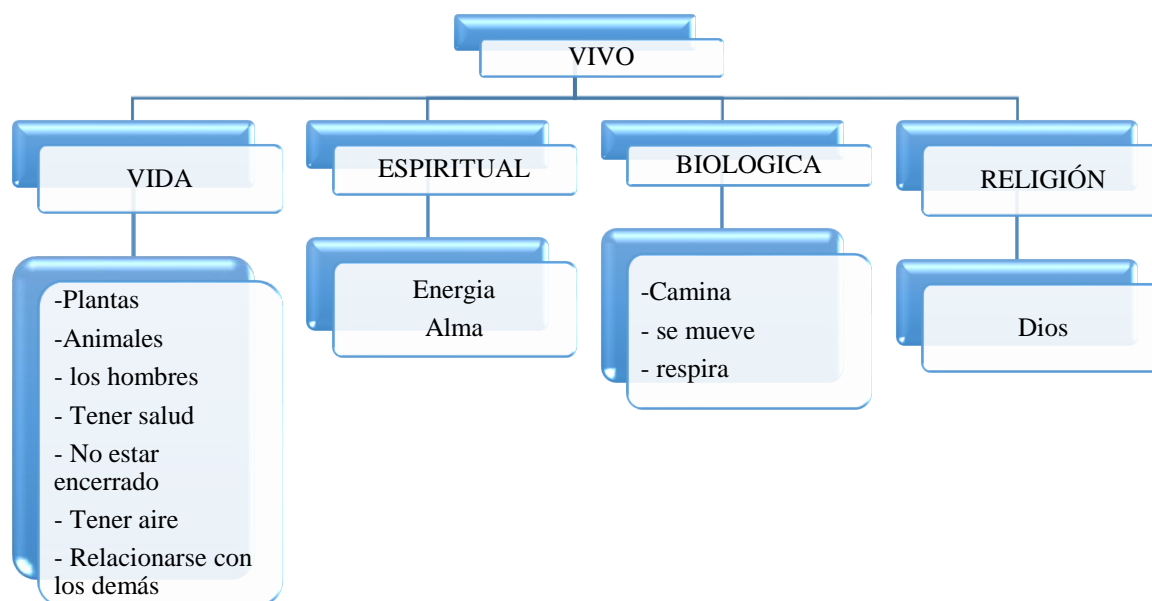 VIVO
VIDA
-Plantas
-Animales
- los hombres
- Tener salud
- No estar
encerrado
- Tener aire
- Relacionarse con
los demás
ESPIRITUAL
Energia
Alma
BIOLOGICA
-Camina
- se mueve
- respira
RELIGIÓN
Dios